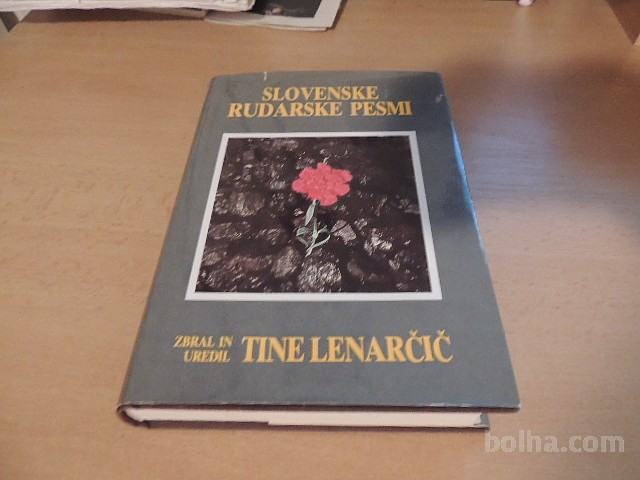 SLOVENSKE
RUDARSKE PESMI
ZBRAL IN
UREDIL
TINE LENARČIČ
bolha.com